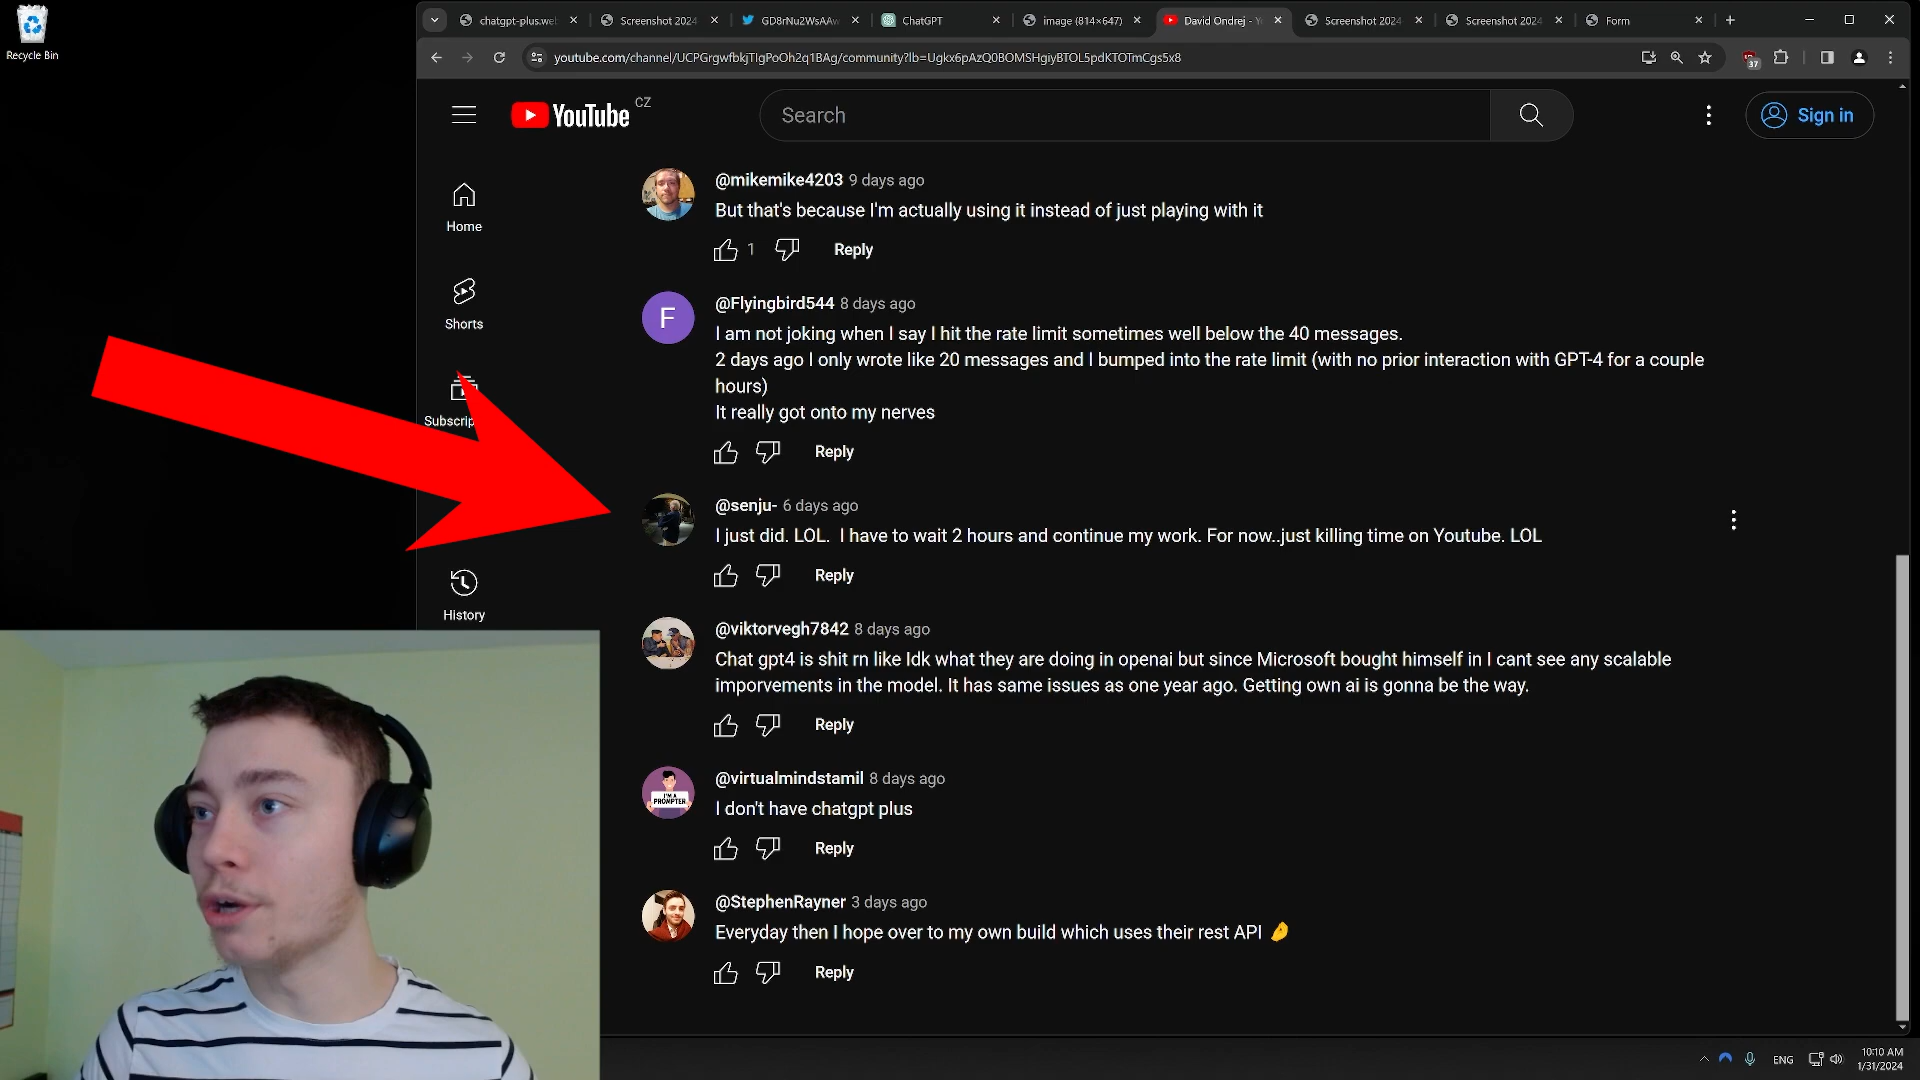 Recycle Bin
chatgpt-plus.we
Screenshot 2024
GD8rNu2WsAAw
ChatGPT
image (814×647)
David Ondrej - Y
Screenshot 2024
Screenshot 2024
Form
youtube.com/channel/UCPGrgwfbkjTIgPoOh2q1BAg/community?lb=Ugkx6pAzQ0BOMSHgiyBTOL5pdKTOTmCgs5x8
37
YouTube CZ
Search
Sign in
Home
Shorts
Subscrip
History
@mikemike4203 9 days ago
But that's because I'm actually using it instead of just playing with it
1 Reply
F
@Flyingbird544 8 days ago
I am not joking when I say I hit the rate limit sometimes well below the 40 messages.
2 days ago I only wrote like 20 messages and I bumped into the rate limit (with no prior interaction with GPT-4 for a couple
hours)
It really got onto my nerves
Reply
@senju- 6 days ago
I just did. LOL.  I have to wait 2 hours and continue my work. For now..just killing time on Youtube. LOL
Reply
@viktorvegh7842 8 days ago
Chat gpt4 is shit rn like Idk what they are doing in openai but since Microsoft bought himself in I cant see any scalable
imporvements in the model. It has same issues as one year ago. Getting own ai is gonna be the way.
Reply
I'M A
PROMPTER
@virtualmindstamil 8 days ago
I don't have chatgpt plus
Reply
@StephenRayner 3 days ago
Everyday then I hope over to my own build which uses their rest API 🤌
Reply
ENG
10:10 AM
1/31/2024